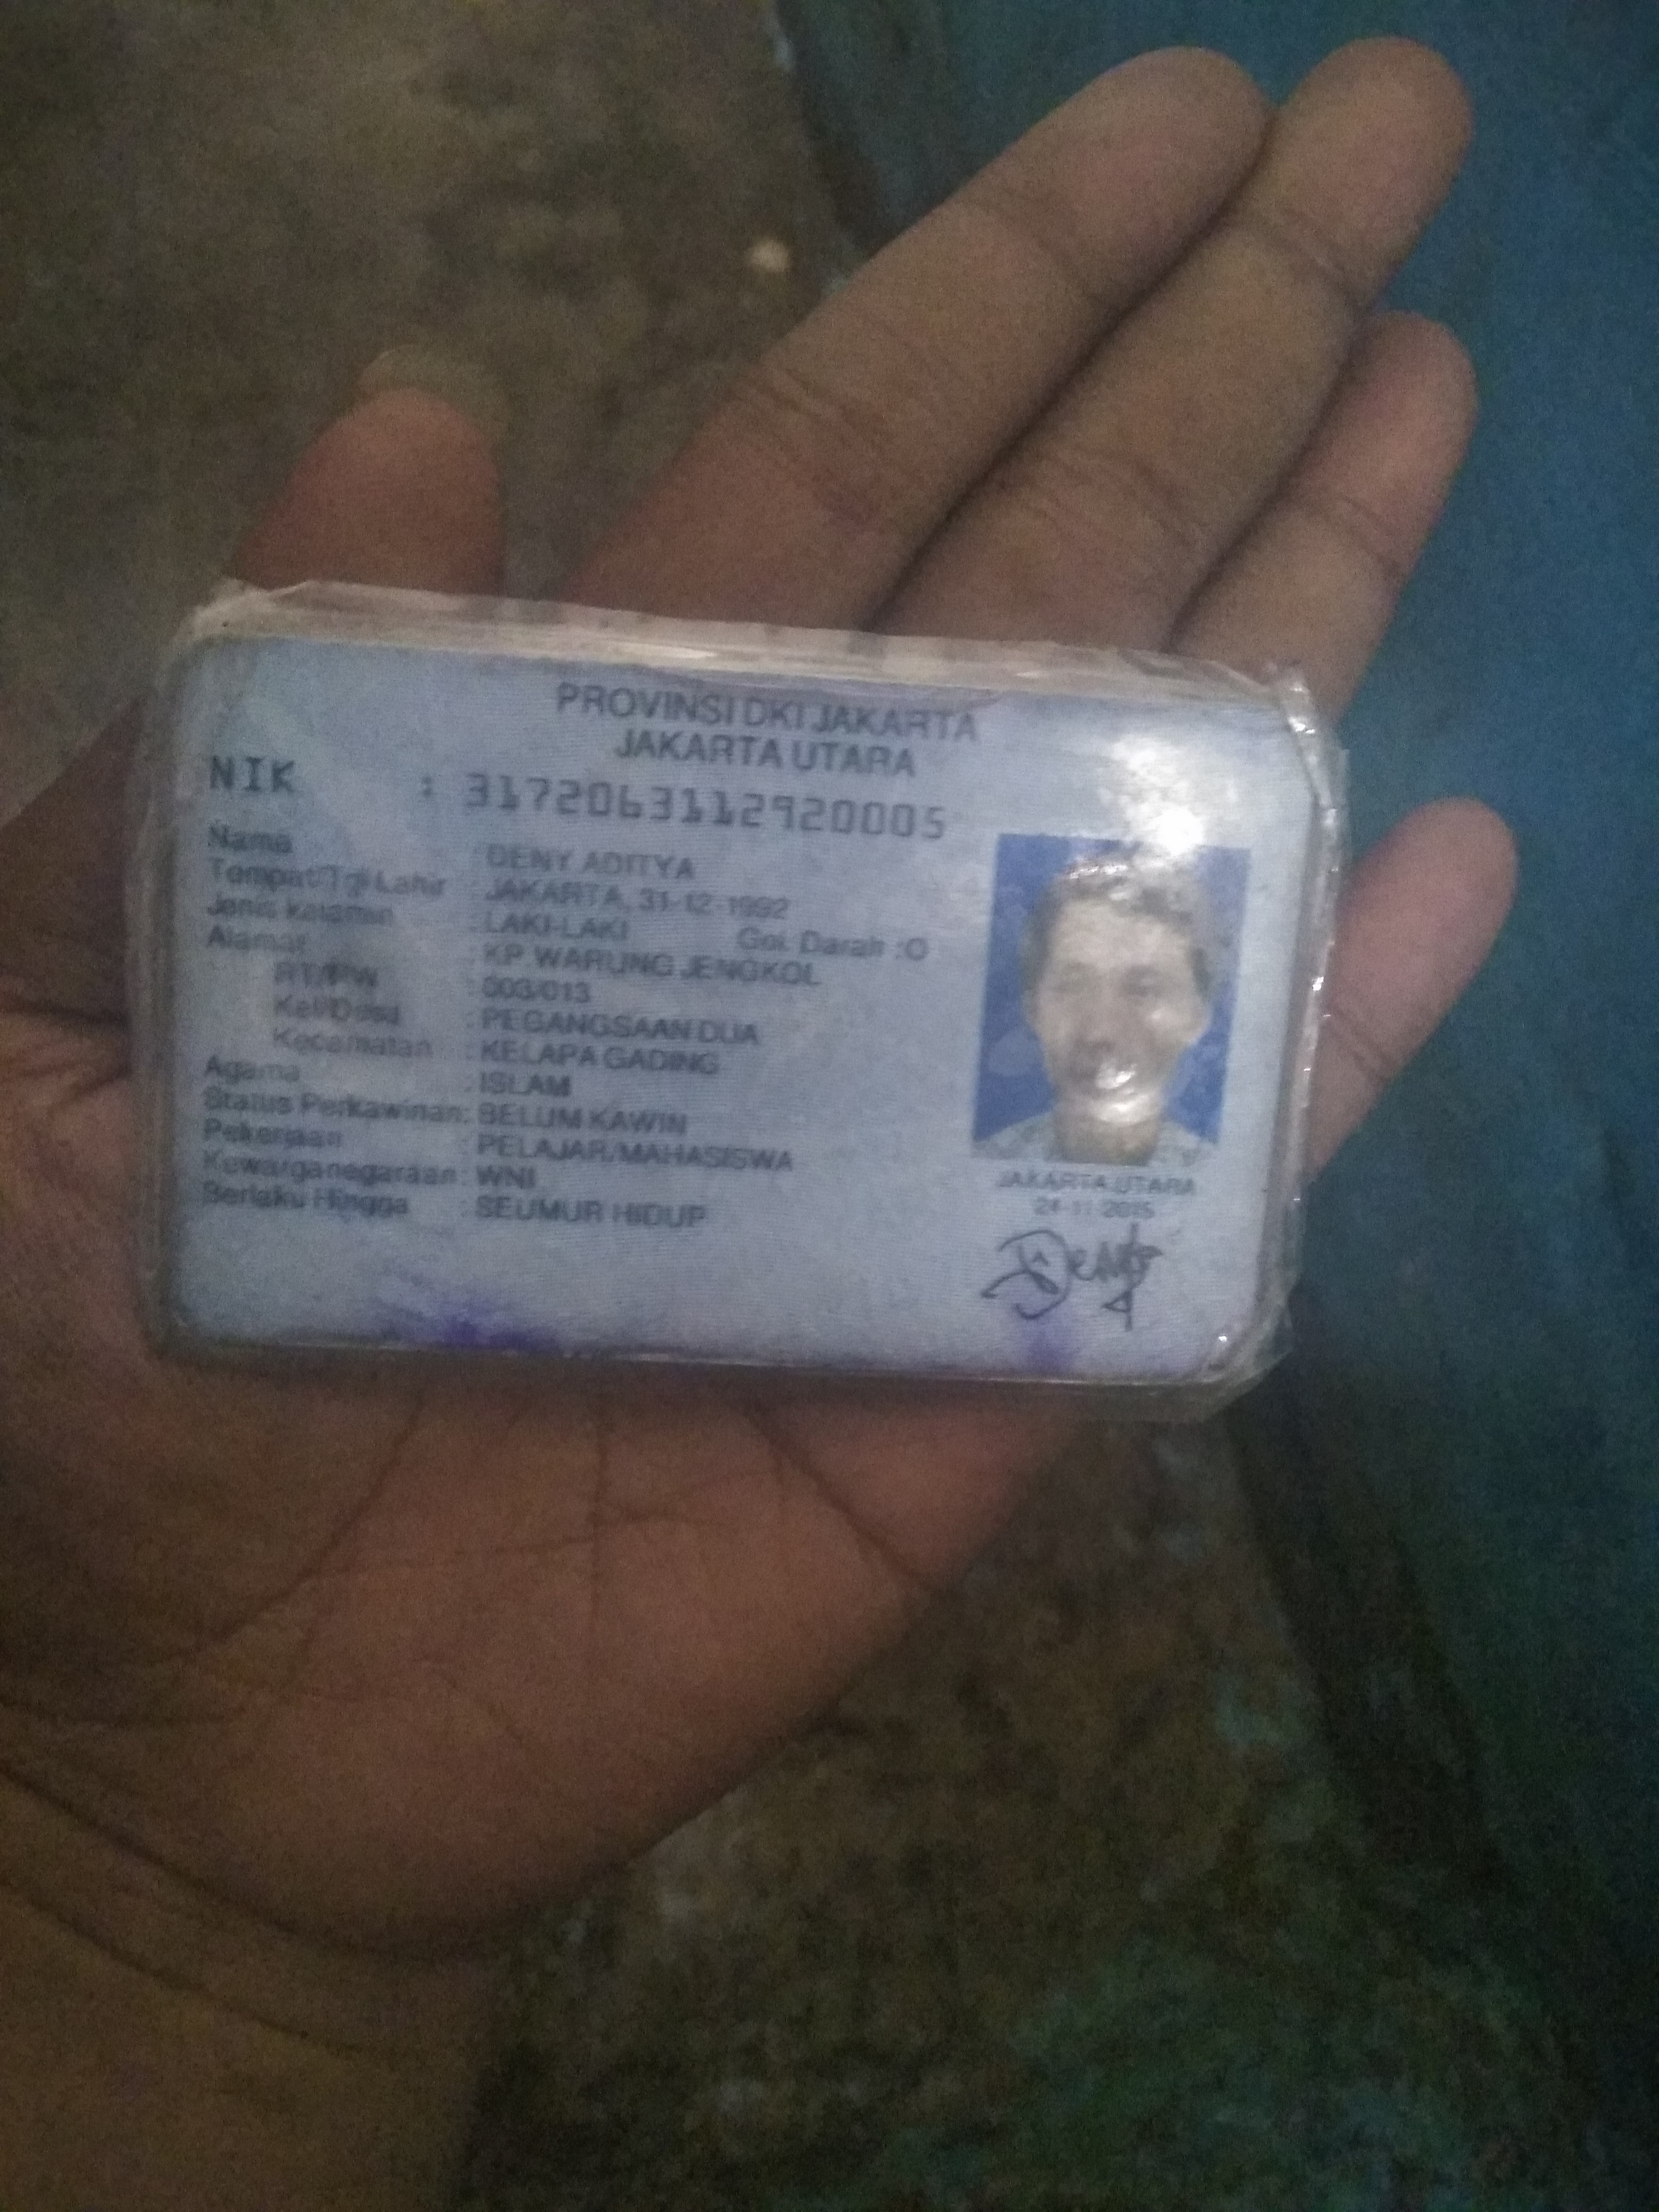 PROVINSI DKI JAKARTA
JAKARTA UTARA
NIK : 3172063112920005
Nama : DENY ADITYA
Tempat/Tgl Lahir : JAKARTA, 31-12-1992
Jenis kelamin : LAKI-LAKI Gol. Darah :O
Alamat : KP WARUNG JENGKOL
RT/RW : 003/013
Kel/Desa : PEGANGSAAN DUA
Kecamatan : KELAPA GADING
Agama : ISLAM
Status Perkawinan: BELUM KAWIN
Pekerjaan : PELAJAR/MAHASISWA
Kewarganegaraan: WNI
Berlaku Hingga : SEUMUR HIDUP
JAKARTA UTARA
24-11-2015
Deny